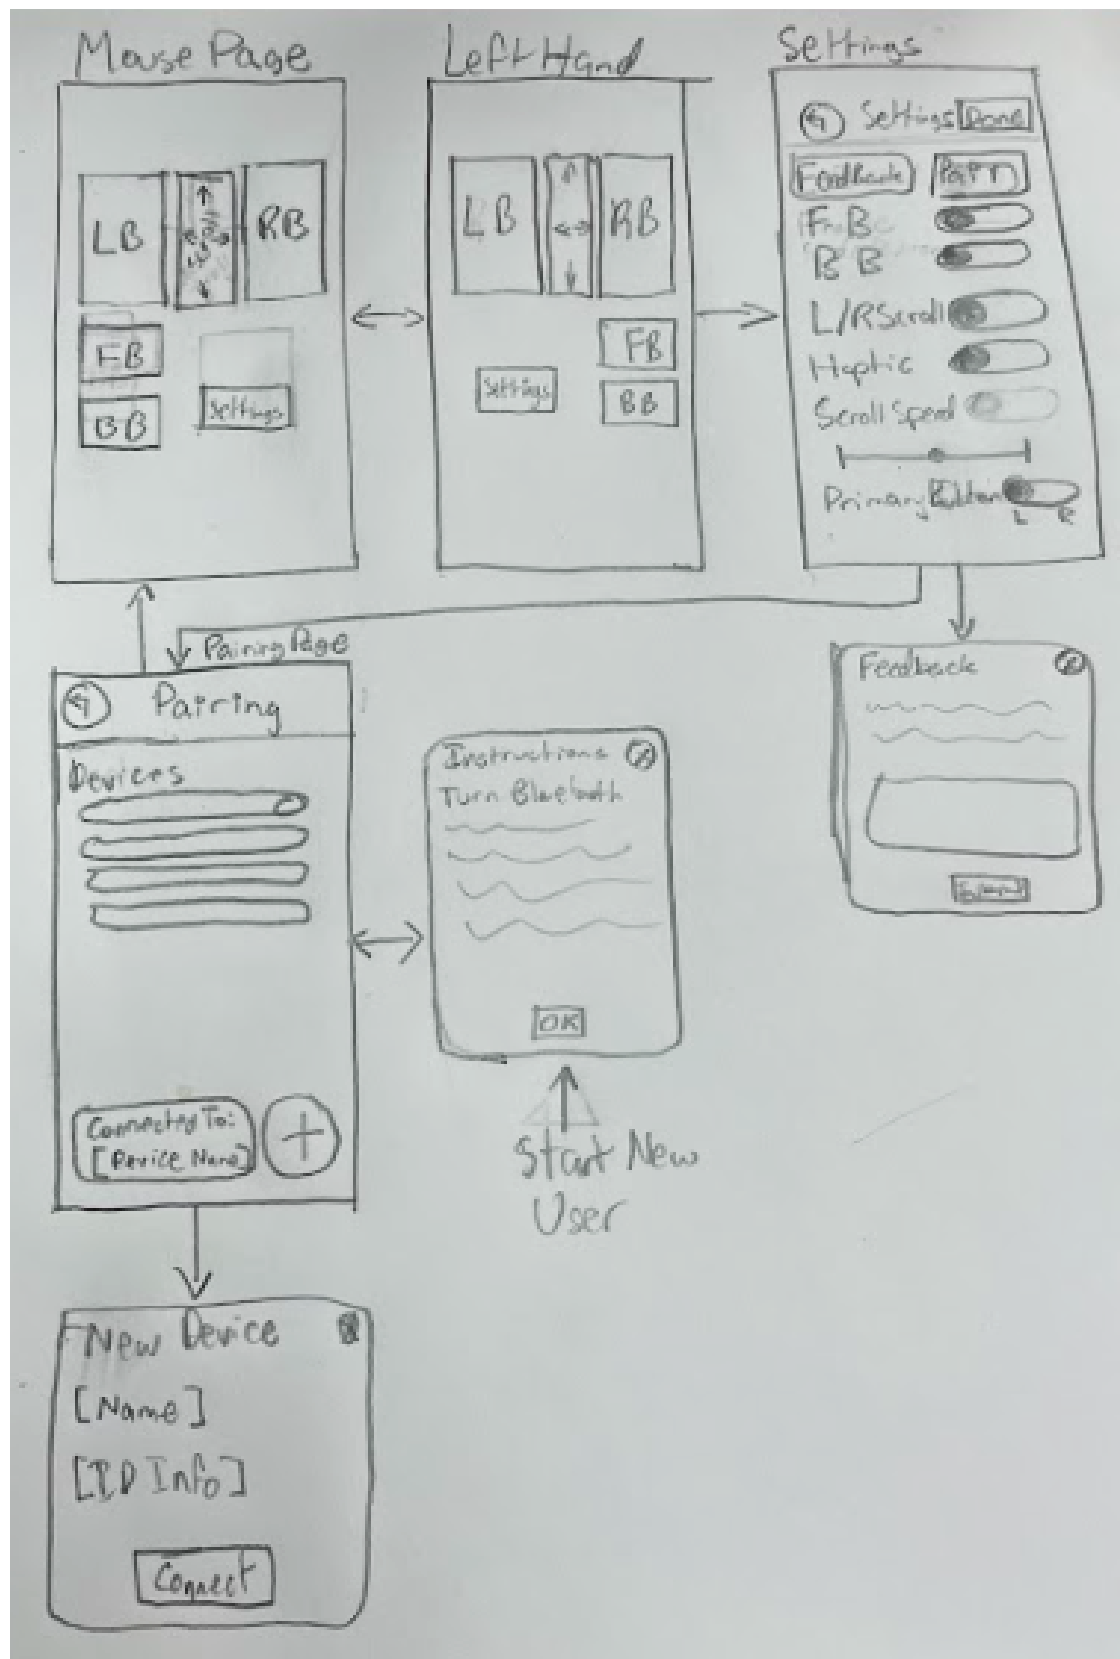 Mouse Page
LB
RB
FB
BB
Settings
Left Hand
LB
RB
FB
Settings
BB
Settings
Settings Done
Feedback
F B
B B
L/R Scroll
Haptic
Scroll Speed
Primary Button
L R
Pairing Page
Pairing
Devices
Connected To:
[Device Name]
+
Instructions
Turn Bluetooth
OK
Start New
User
Feedback
New Device
[Name]
[ID Info]
Connect